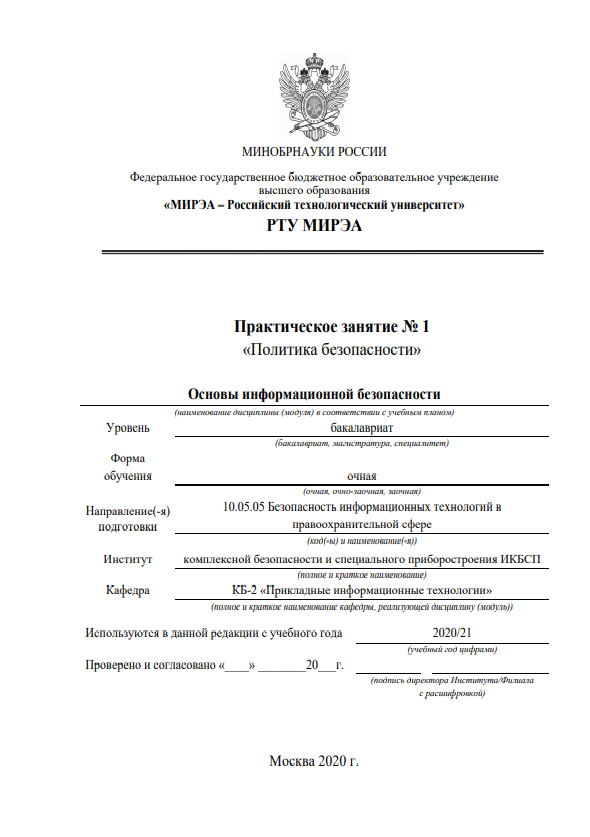 МИНОБРНАУКИ РОССИИ
Федеральное государственное бюджетное образовательное учреждение
высшего образования
«МИРЭА – Российский технологический университет»
РТУ МИРЭА
Практическое занятие № 1
«Политика безопасности»
Основы информационной безопасности
(наименование дисциплины (модуля) в соответствии с учебным планом)
Уровень бакалавриат
(бакалавриат, магистратура, специалитет)
Форма
обучения очная
(очная, очно-заочная, заочная)
Направление(-я)
подготовки
10.05.05 Безопасность информационных технологий в
правоохранительной сфере
(код(-ы) и наименование(-я))
Институт комплексной безопасности и специального приборостроения ИКБСП
(полное и краткое наименование)
Кафедра КБ-2 «Прикладные информационные технологии»
(полное и краткое наименование кафедры, реализующей дисциплину (модуль))
Используются в данной редакции с учебного года 2020/21
(учебный год цифрами)
Проверено и согласовано «____» ________20___г.
(подпись директора Института/Филиала
с расшифровкой)
Москва 2020 г.